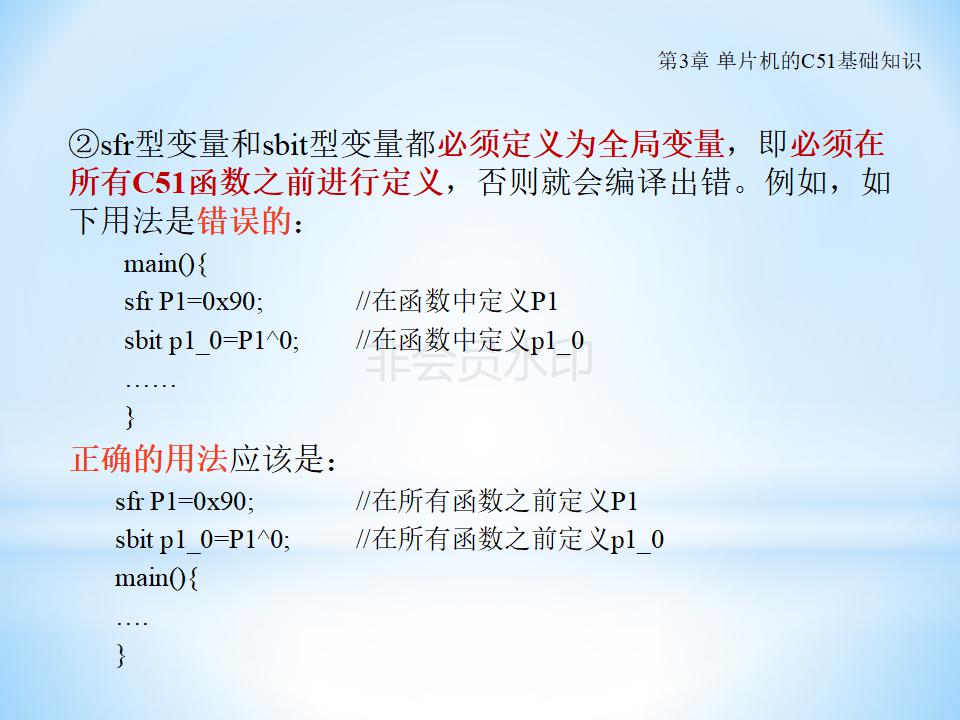 第3章 单片机的C51基础知识
②sfr型变量和sbit型变量都必须定义为全局变量，即必须在
所有C51函数之前进行定义，否则就会编译出错。例如，如
下用法是错误的：
main(){
sfr P1=0x90; //在函数中定义P1
sbit p1_0=P1^0; //在函数中定义p1_0
非会员水印
……
}
正确的用法应该是：
sfr P1=0x90; //在所有函数之前定义P1
sbit p1_0=P1^0; //在所有函数之前定义p1_0
main(){
….
}